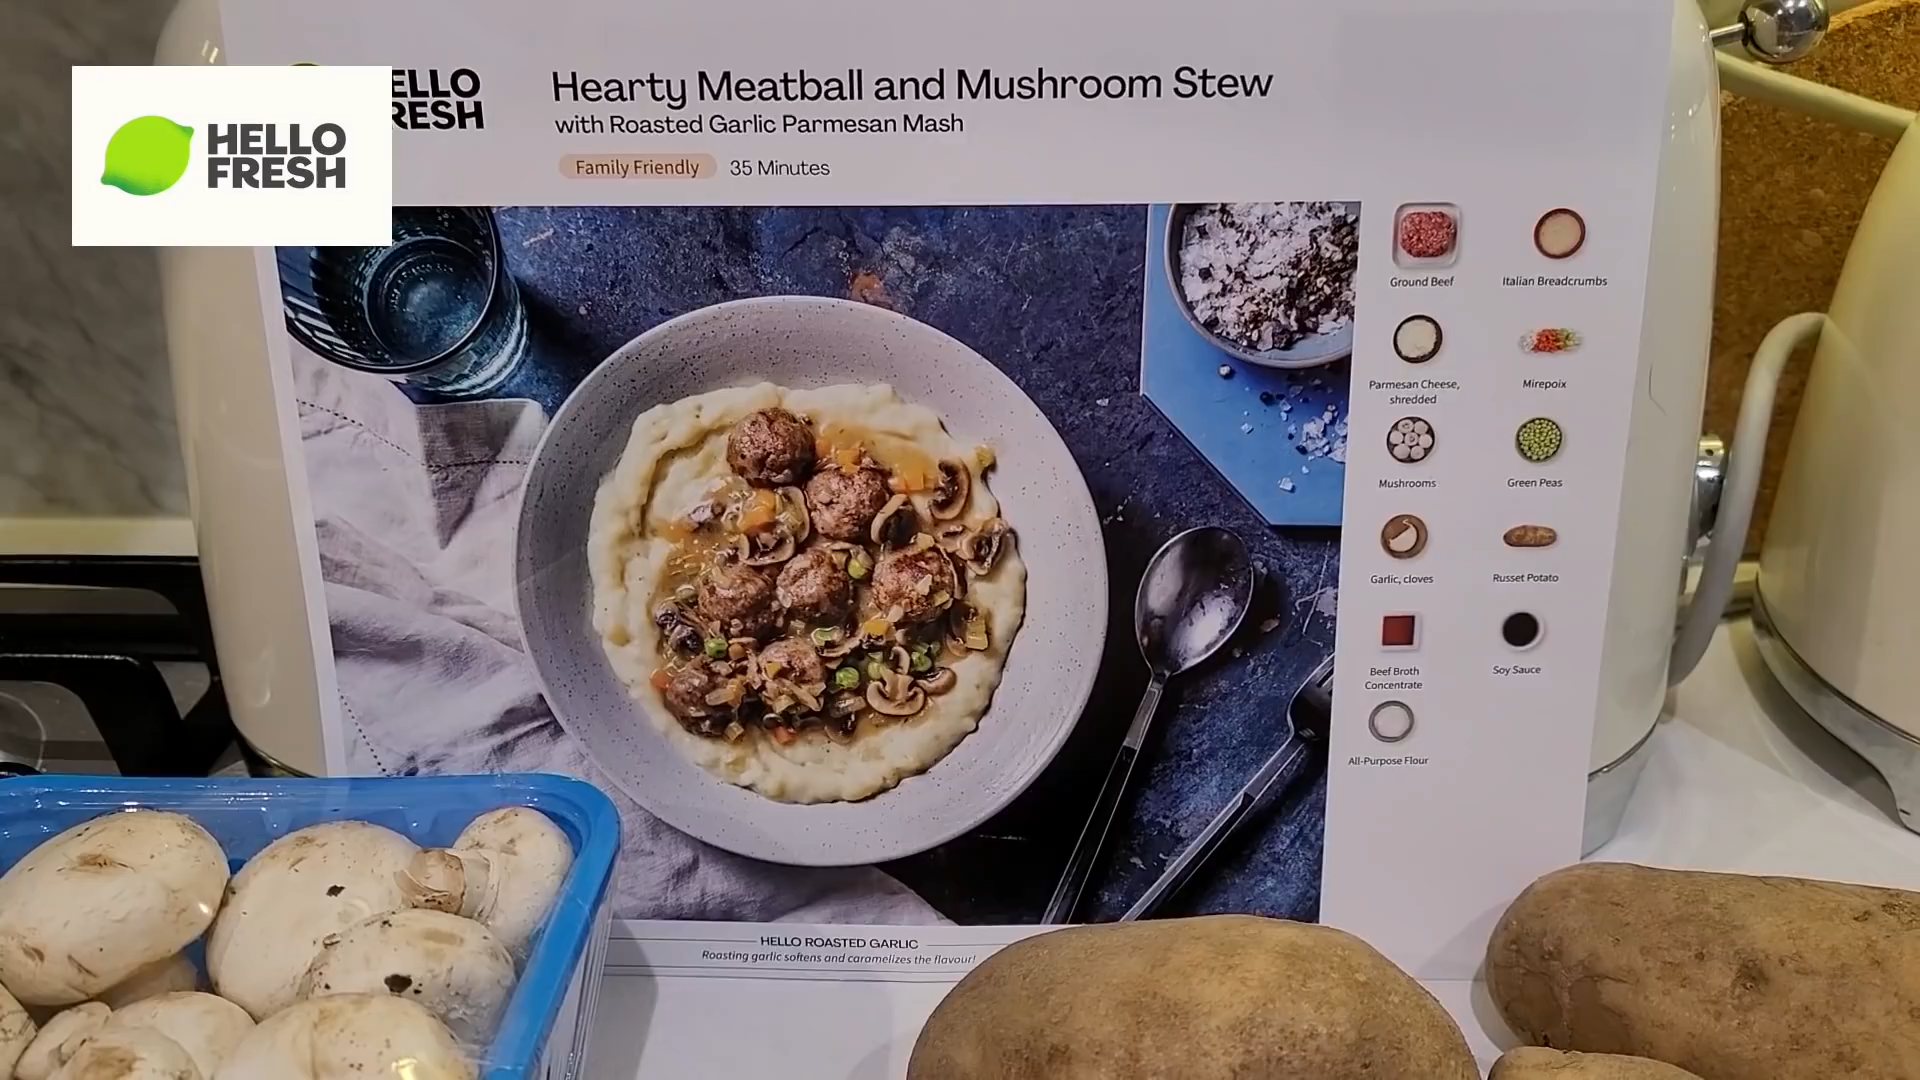 HELLO
FRESH
ELLO
RESH
Hearty Meatball and Mushroom Stew
with Roasted Garlic Parmesan Mash
Family Friendly 35 Minutes
Ground Beef
Italian Breadcrumbs
Parmesan Cheese,
shredded
Mirepoix
Mushrooms
Green Peas
Garlic, cloves
Russet Potato
Beef Broth
Concentrate
Soy Sauce
All-Purpose Flour
HELLO ROASTED GARLIC
Roasting garlic softens and caramelizes the flavour!